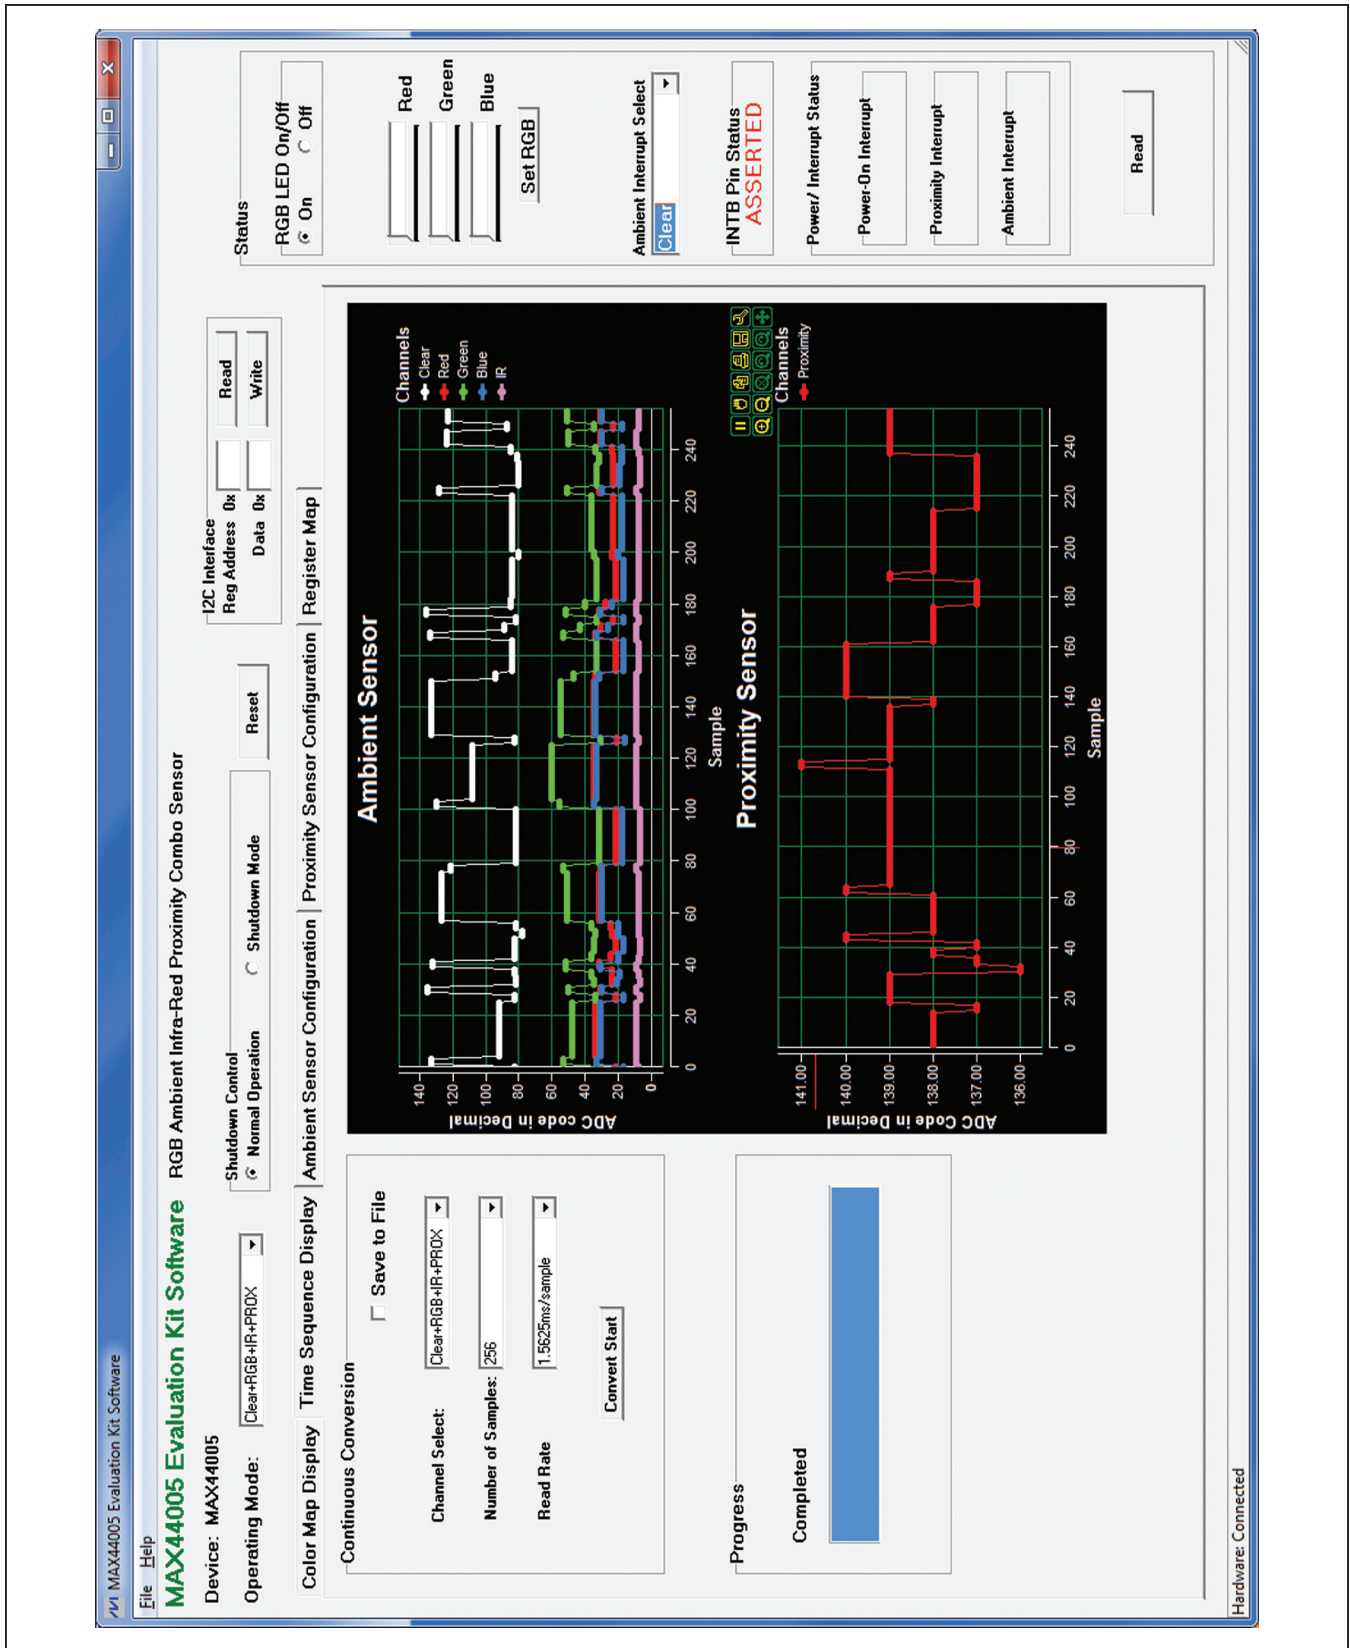 MAX44005 Evaluation Kit Software
File Help
MAX44005 Evaluation Kit Software RGB Ambient Infra-Red Proximity Combo Sensor
Device: MAX44005
Operating Mode: Clear+RGB+IR+PROX
Shutdown Control
Normal Operation Shutdown Mode
Reset
I2C Interface
Reg Address 0x Read
Data 0x Write
Color Map Display Time Sequence Display Ambient Sensor Configuration Proximity Sensor Configuration Register Map
Continuous Conversion
Save to File
Channel Select: Clear+RGB+IR+PROX
Number of Samples: 256
Read Rate 1.5625ms/sample
Convert Start
Progress
Completed
Ambient Sensor
Channels
Clear
Red
Green
Blue
IR
ADC code in Decimal
140
120
100
80
60
40
20
0
0 20 40 60 80 100 120 140 160 180 200 220 240
Sample
Proximity Sensor
Channels
Proximity
ADC Code in Decimal
141.00
140.00
139.00
138.00
137.00
136.00
0 20 40 60 80 100 120 140 160 180 200 220 240
Sample
Status
RGB LED On/Off
On Off
Red
Green
Blue
Set RGB
Ambient Interrupt Select
Clear
INTB Pin Status
ASSERTED
Power/ Interrupt Status
Power-On Interrupt
Proximity Interrupt
Ambient Interrupt
Read
Hardware: Connected